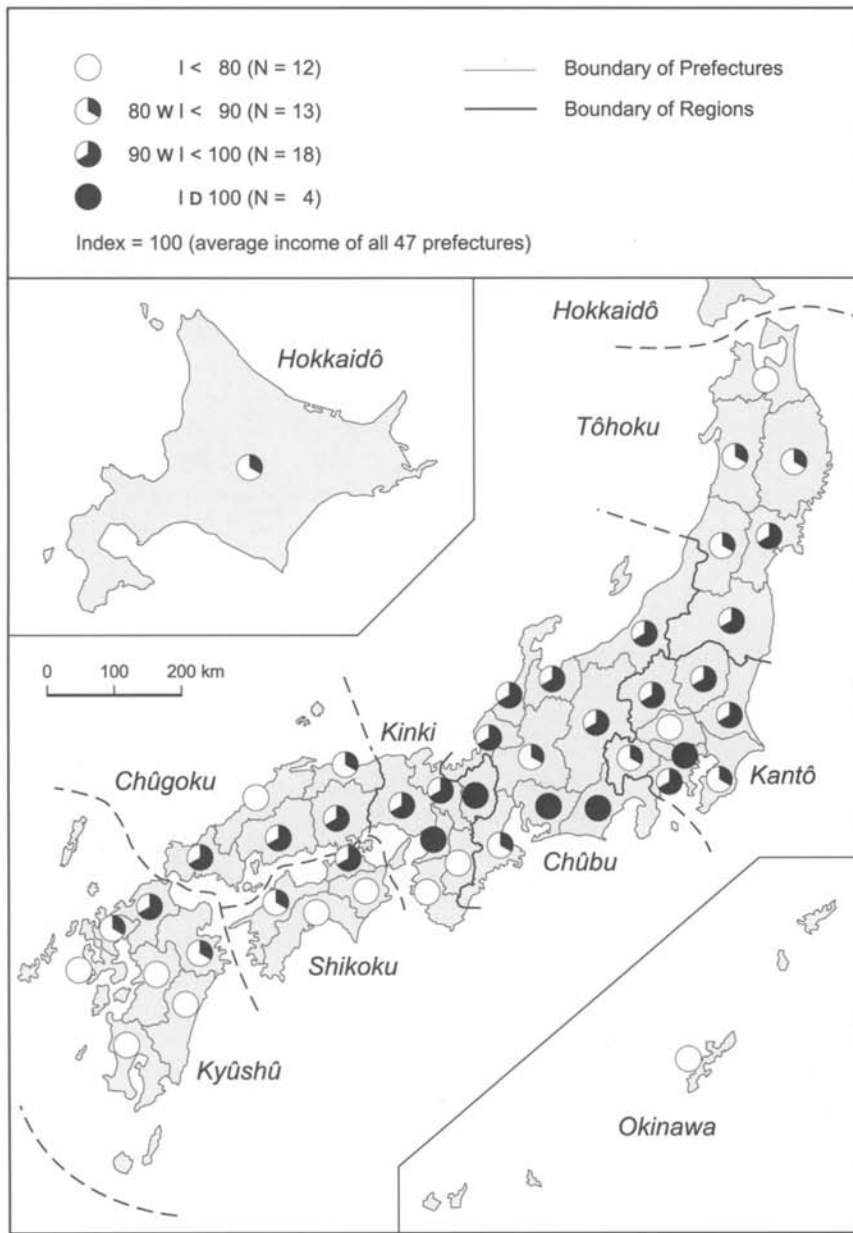 I < 80 (N = 12)
80 W I < 90 (N = 13)
90 W I < 100 (N = 18)
I D 100 (N = 4)
Boundary of Prefectures
Boundary of Regions
Index = 100 (average income of all 47 prefectures)
Hokkaidô
Hokkaidô
Tôhoku
0 100 200 km
Kinki
Chûgoku
Kantô
Chûbu
Shikoku
Kyûshû
Okinawa